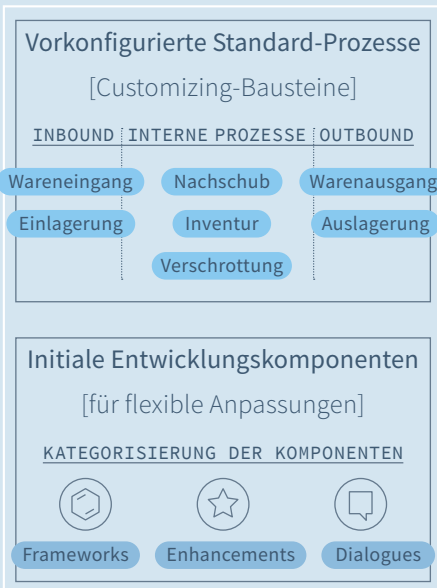 Vorkonfigurierte Standard-Prozesse
[Customizing-Bausteine]
INBOUND INTERNE PROZESSE OUTBOUND
Wareneingang Nachschub Warenausgang
Einlagerung Inventur Auslagerung
Verschrottung
Initiale Entwicklungskomponenten
[für flexible Anpassungen]
KATEGORISIERUNG DER KOMPONENTEN
Frameworks Enhancements Dialogues